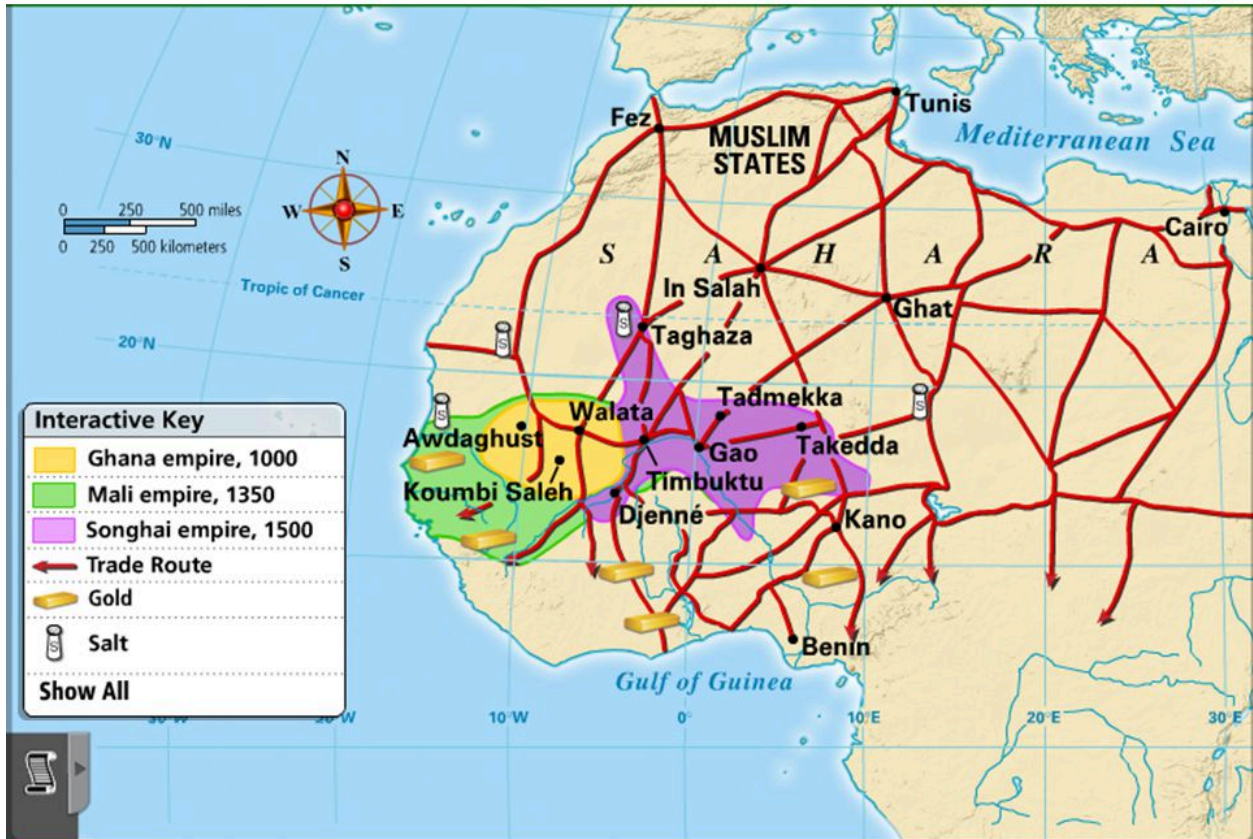 Fez
Tunis
MUSLIM
STATES
Mediterranean Sea
30°N
N
W
E
S
0 250 500 miles
0 250 500 kilometers
Cairo
S A H A R A
Tropic of Cancer
In Salah
Ghat
Taghaza
20°N
S
S
S
S
Interactive Key
Ghana empire, 1000
Mali empire, 1350
Songhai empire, 1500
Trade Route
Gold
S
Salt
Show All
Walata
Tadmekka
Awdaghust
Takedda
Gao
Koumbi Saleh
Timbuktu
Djenné
Kano
Benin
Gulf of Guinea
10°W
0°
10°E
20°E
30°E